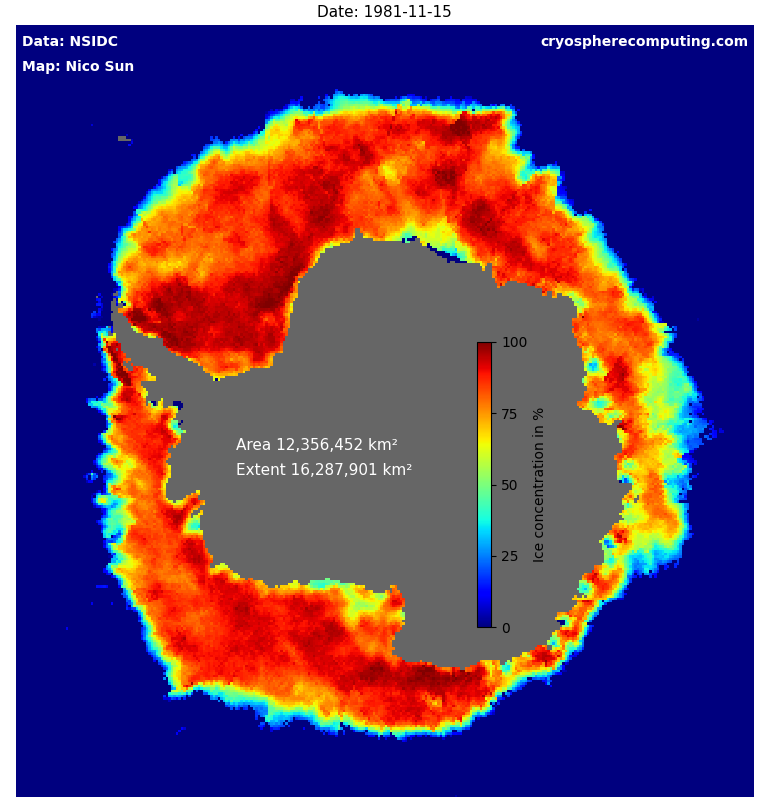 Date: 1981-11-15
Data: NSIDC
cryospherecomputing.com
Map: Nico Sun
100
75
50
25
0
Ice concentration in %
Area 12,356,452 km²
Extent 16,287,901 km²